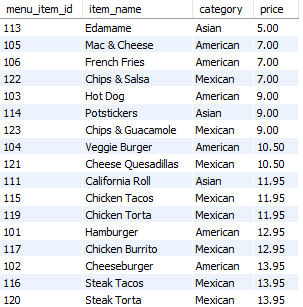 menu_item_id item_name category price
113 Edamame Asian 5.00
105 Mac & Cheese American 7.00
106 French Fries American 7.00
122 Chips & Salsa Mexican 7.00
103 Hot Dog American 9.00
114 Potstickers Asian 9.00
123 Chips & Guacamole Mexican 9.00
104 Veggie Burger American 10.50
121 Cheese Quesadillas Mexican 10.50
111 California Roll Asian 11.95
115 Chicken Tacos Mexican 11.95
119 Chicken Torta Mexican 11.95
101 Hamburger American 12.95
117 Chicken Burrito Mexican 12.95
102 Cheeseburger American 13.95
116 Steak Tacos Mexican 13.95
120 Steak Torta Mexican 13.95